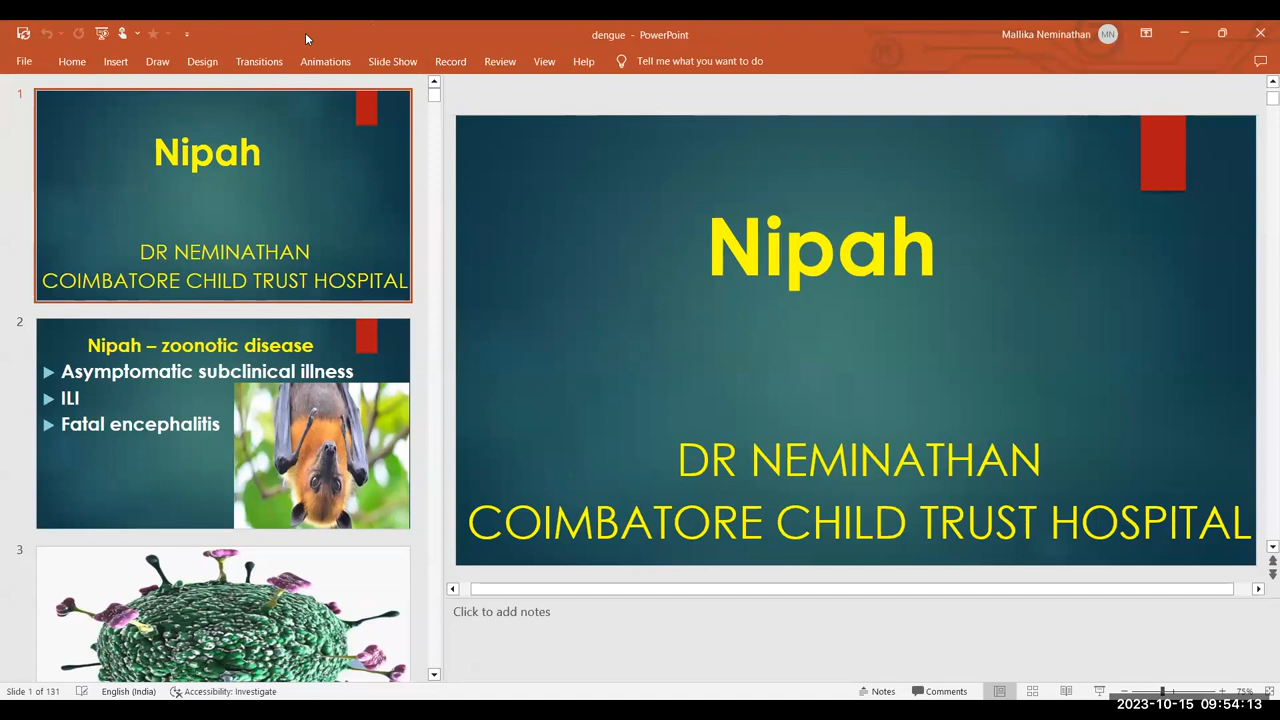 dengue - PowerPoint
Mallika Neminathan MN
File Home Insert Draw Design Transitions Animations Slide Show Record Review View Help Tell me what you want to do
1
Nipah
DR NEMINATHAN
COIMBATORE CHILD TRUST HOSPITAL
2
Nipah – zoonotic disease
Asymptomatic subclinical illness
ILI
Fatal encephalitis
3
Nipah
DR NEMINATHAN
COIMBATORE CHILD TRUST HOSPITAL
Click to add notes
Slide 1 of 131 English (India) Accessibility: Investigate Notes Comments 75%
2023-10-15 09:54:13